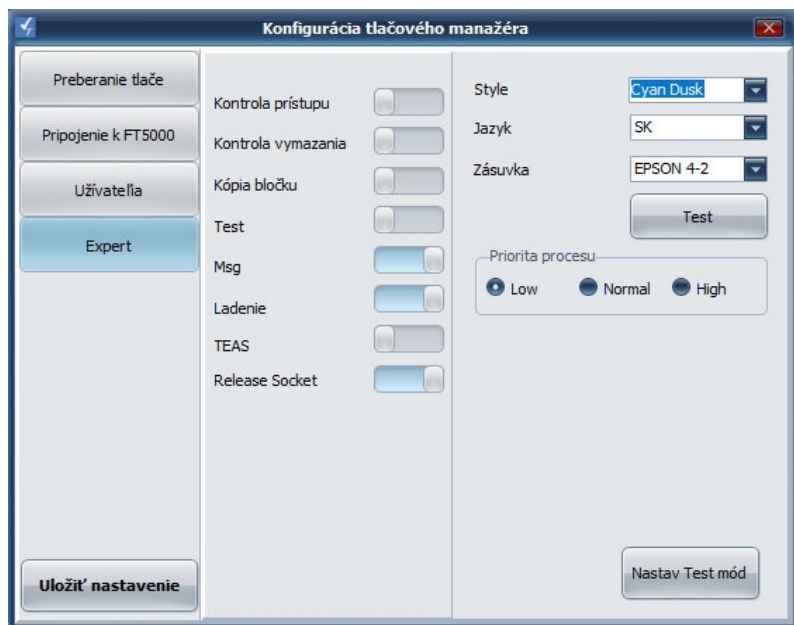 Konfigurácia tlačového manažéra
Preberanie tlače
Pripojenie k FT5000
Užívateľia
Expert
Uložiť nastavenie
Kontrola prístupu
Kontrola vymazania
Kópia bločku
Test
Msg
Ladenie
TEAS
Release Socket
Style
Cyan Dusk
Jazyk
SK
Zásuvka
EPSON 4-2
Test
Priorita procesu
Low
Normal
High
Nastav Test mód